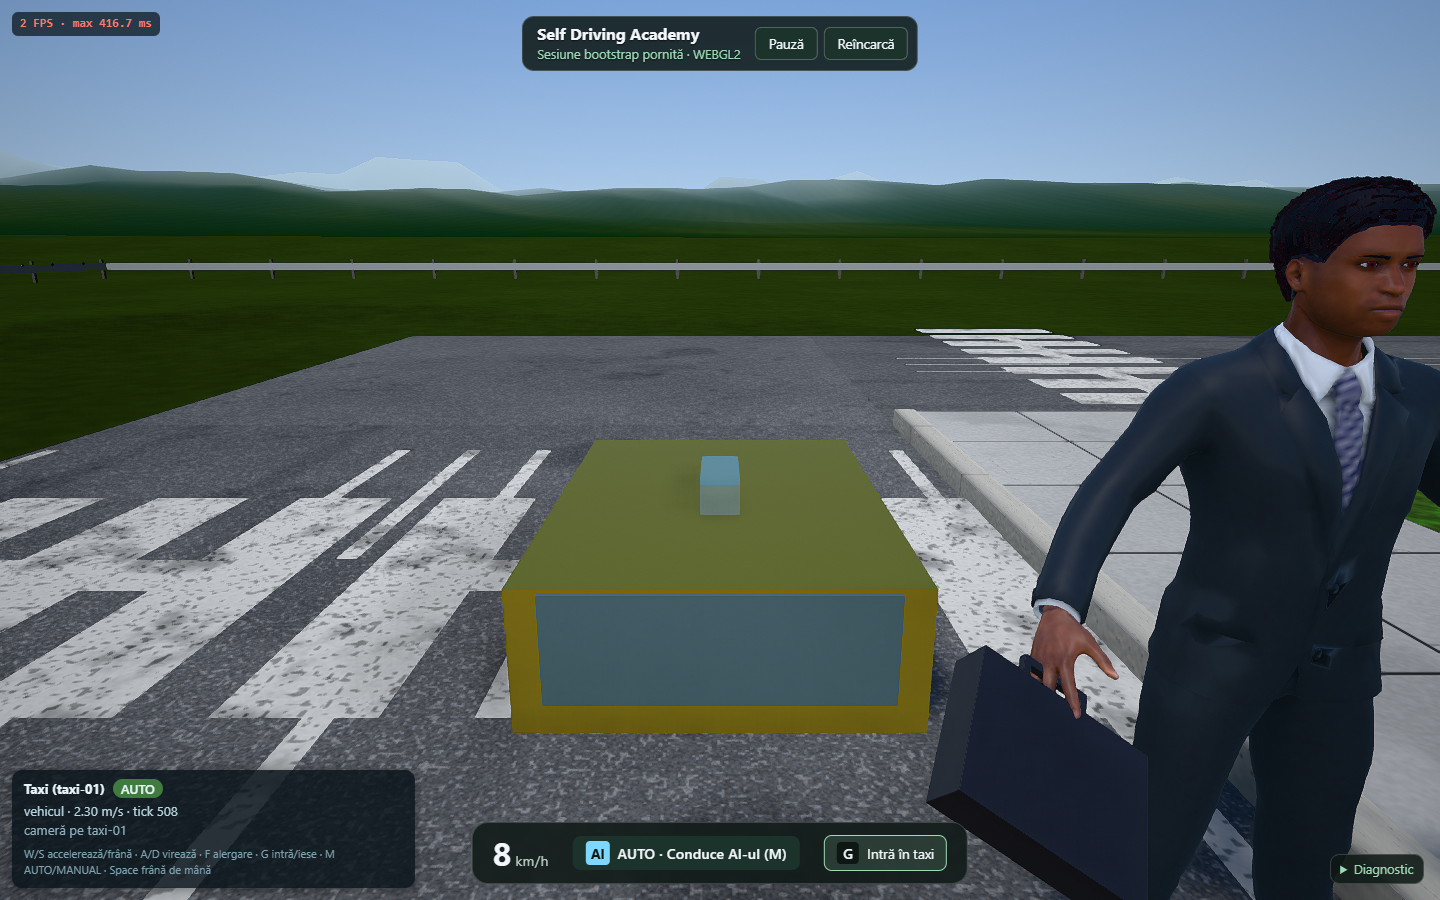 2 FPS · max 416.7 ms
Self Driving Academy
Sesiune bootstrap pornită · WEBGL2
Pauză
Reîncarcă
Taxi (taxi-01) AUTO
vehicul · 2.30 m/s · tick 508
cameră pe taxi-01
W/S accelerează/frână · A/D virează · F alergare · G intră/iese · M
AUTO/MANUAL · Space frână de mână
8 km/h
AI AUTO · Conduce AI-ul (M)
G Intră în taxi
▶ Diagnostic